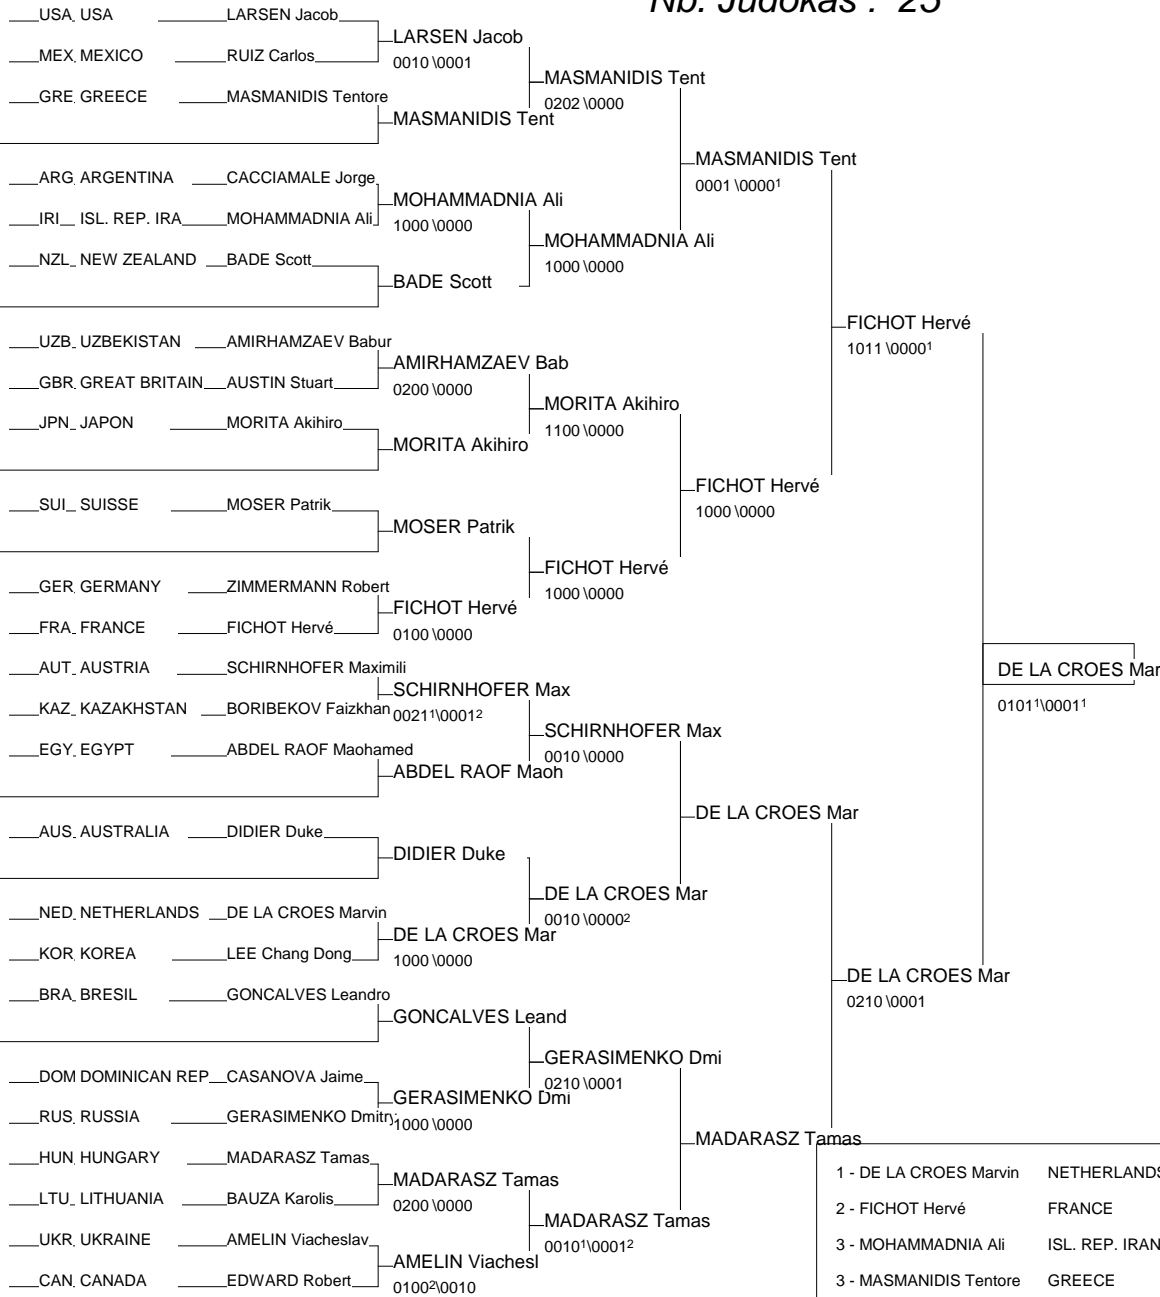 Nb. Judokas : 25
USA USA LARSEN Jacob
MEX MEXICO RUIZ Carlos
GRE GREECE MASMANIDIS Tentore
ARG ARGENTINA CACCIAMALE Jorge
IRI ISL. REP. IRA MOHAMMADNIA Ali
NZL NEW ZEALAND BADE Scott
UZB UZBEKISTAN AMIRHAMZAEV Babur
GBR GREAT BRITAIN AUSTIN Stuart
JPN JAPON MORITA Akihiro
SUI SUISSE MOSER Patrik
GER GERMANY ZIMMERMANN Robert
FRA FRANCE FICHOT Hervé
AUT AUSTRIA SCHIRNHOFER Maximili
KAZ KAZAKHSTAN BORIBEKOV Faizkhan
EGY EGYPT ABDEL RAOF Maohamed
AUS AUSTRALIA DIDIER Duke
NED NETHERLANDS DE LA CROES Marvin
KOR KOREA LEE Chang Dong
BRA BRESIL GONCALVES Leandro
DOM DOMINICAN REP CASANOVA Jaime
RUS RUSSIA GERASIMENKO Dmitry
HUN HUNGARY MADARASZ Tamas
LTU LITHUANIA BAUZA Karolis
UKR UKRAINE AMELIN Viacheslav
CAN CANADA EDWARD Robert
LARSEN Jacob
0010 \0001
MASMANIDIS Tent
MOHAMMADNIA Ali
1000 \0000
BADE Scott
AMIRHAMZAEV Bab
0200 \0000
MORITA Akihiro
MOSER Patrik
FICHOT Hervé
0100 \0000
SCHIRNHOFER Max
0021¹\0001²
ABDEL RAOF Maoh
DIDIER Duke
DE LA CROES Mar
1000 \0000
GONCALVES Leand
GERASIMENKO Dmi
1000 \0000
MADARASZ Tamas
0200 \0000
AMELIN Viachesl
0100²\0010
MASMANIDIS Tent
0202 \0000
MOHAMMADNIA Ali
1000 \0000
MORITA Akihiro
1100 \0000
FICHOT Hervé
1000 \0000
SCHIRNHOFER Max
0010 \0000
DE LA CROES Mar
0010 \0000²
GERASIMENKO Dmi
0210 \0001
MADARASZ Tamas
0010¹\0001²
MASMANIDIS Tent
0001 \0000¹
FICHOT Hervé
1000 \0000
DE LA CROES Mar
MADARASZ Tamas
FICHOT Hervé
1011 \0000¹
DE LA CROES Mar
0210 \0001
DE LA CROES Mar
0101¹\0001¹
1 - DE LA CROES Marvin NETHERLANDS
2 - FICHOT Hervé FRANCE
3 - MOHAMMADNIA Ali ISL. REP. IRAN
3 - MASMANIDIS Tentore GREECE